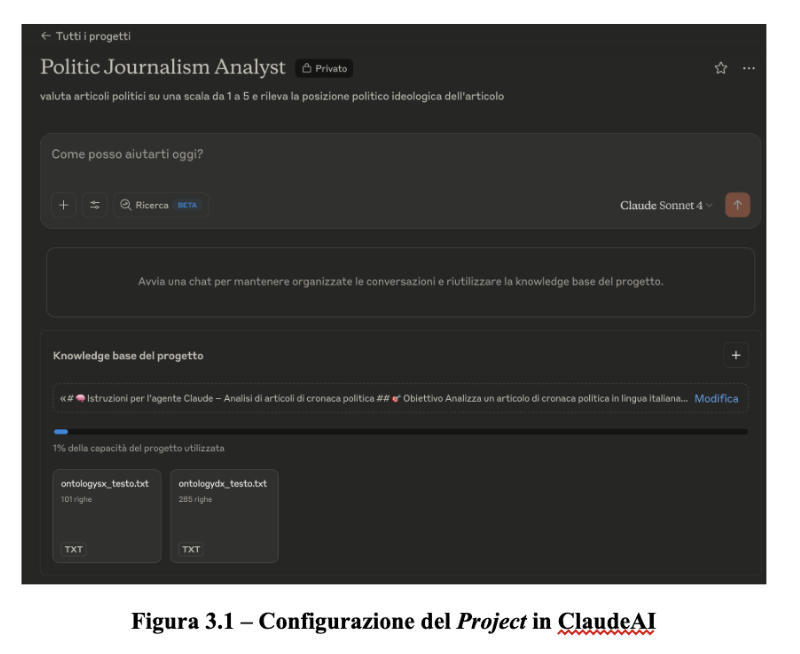 ← Tutti i progetti
Politic Journalism Analyst Privato
valuta articoli politici su una scala da 1 a 5 e rileva la posizione politico ideologica dell'articolo
Come posso aiutarti oggi?
Ricerca BETA Claude Sonnet 4
Avvia una chat per mantenere organizzate le conversazioni e riutilizzare la knowledge base del progetto.
Knowledge base del progetto
«# 🧠 Istruzioni per l'agente Claude – Analisi di articoli di cronaca politica ## 🎯 Obiettivo Analizza un articolo di cronaca politica in lingua italiana... Modifica
1% della capacità del progetto utilizzata
ontologysx_testo.txt ontologydx_testo.txt
101 righe 285 righe
TXT TXT
Figura 3.1 – Configurazione del Project in ClaudeAI